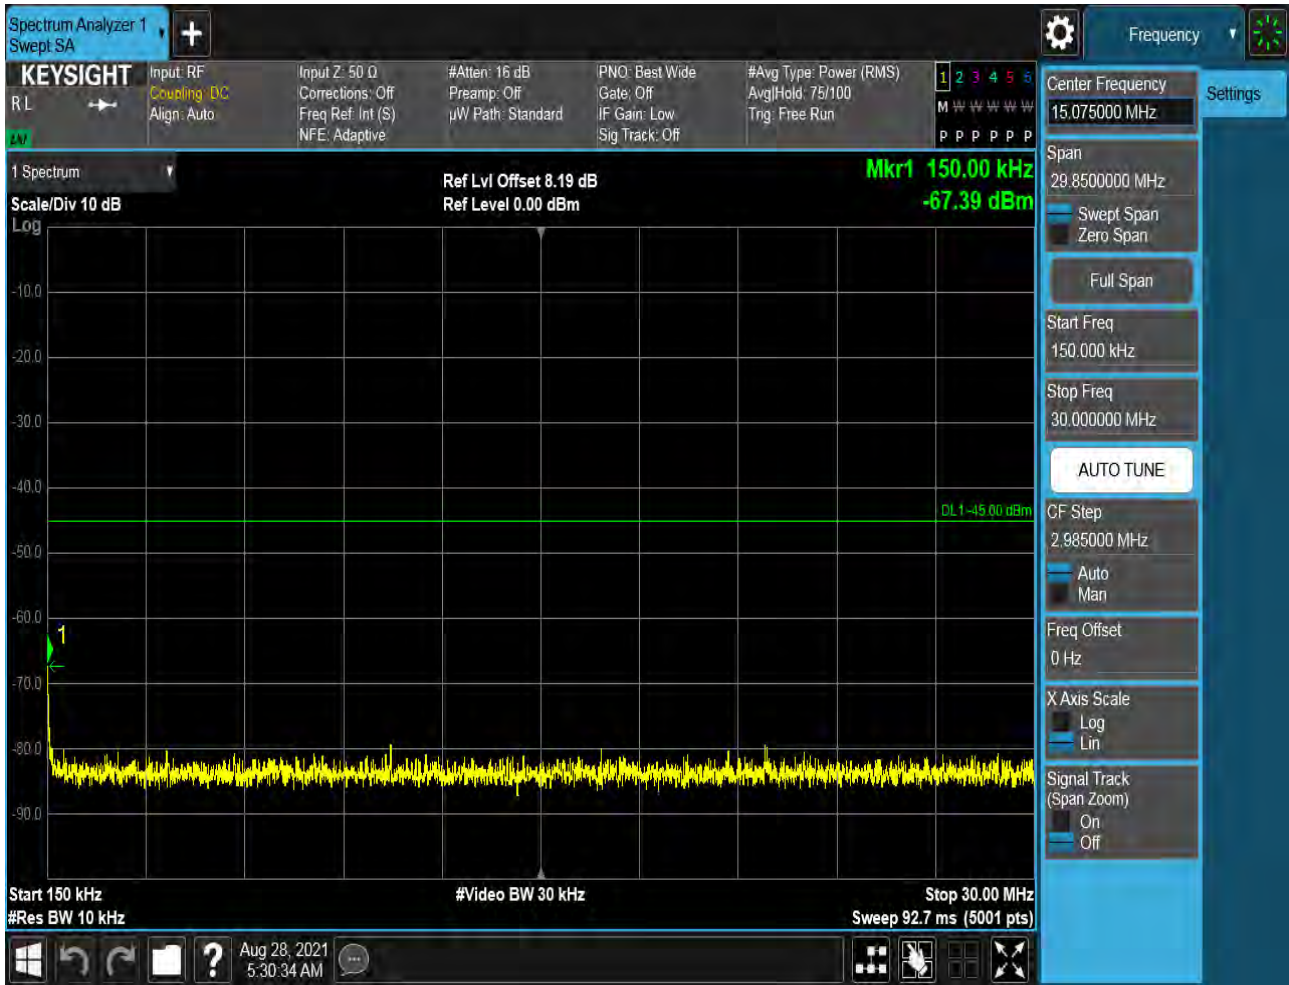 Spectrum Analyzer 1
Swept SA
Frequency
KEYSIGHT
R L
Input: RF
Coupling: DC
Align: Auto
Input Z: 50 Ω
Corrections: Off
Freq Ref: Int (S)
NFE: Adaptive
#Atten: 16 dB
Preamp: Off
µW Path: Standard
PNO: Best Wide
Gate: Off
IF Gain: Low
Sig Track: Off
#Avg Type: Power (RMS)
Avg|Hold: 75/100
Trig: Free Run
1 2 3 4 5 6
M W W W W W
P P P P P P
1 Spectrum
Scale/Div 10 dB
Log
Ref Lvl Offset 8.19 dB
Ref Level 0.00 dBm
Mkr1 150.00 kHz
-67.39 dBm
-10.0
-20.0
-30.0
-40.0
DL1 -45.00 dBm
-50.0
-60.0
1
-70.0
-80.0
-90.0
Start 150 kHz
#Res BW 10 kHz
#Video BW 30 kHz
Stop 30.00 MHz
Sweep 92.7 ms (5001 pts)
Center Frequency
15.075000 MHz
Settings
Span
29.8500000 MHz
Swept Span
Zero Span
Full Span
Start Freq
150.000 kHz
Stop Freq
30.000000 MHz
AUTO TUNE
CF Step
2.985000 MHz
Auto
Man
Freq Offset
0 Hz
X Axis Scale
Log
Lin
Signal Track
(Span Zoom)
On
Off
?
Aug 28, 2021
5:30:34 AM